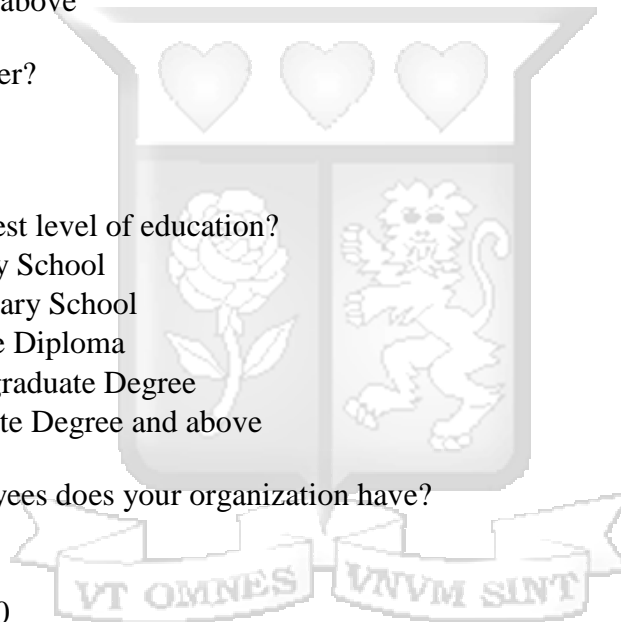 above
er?
est level of education?
y School
ary School
e Diploma
graduate Degree
te Degree and above
yees does your organization have?
VT OMNES VNVM SINT
0